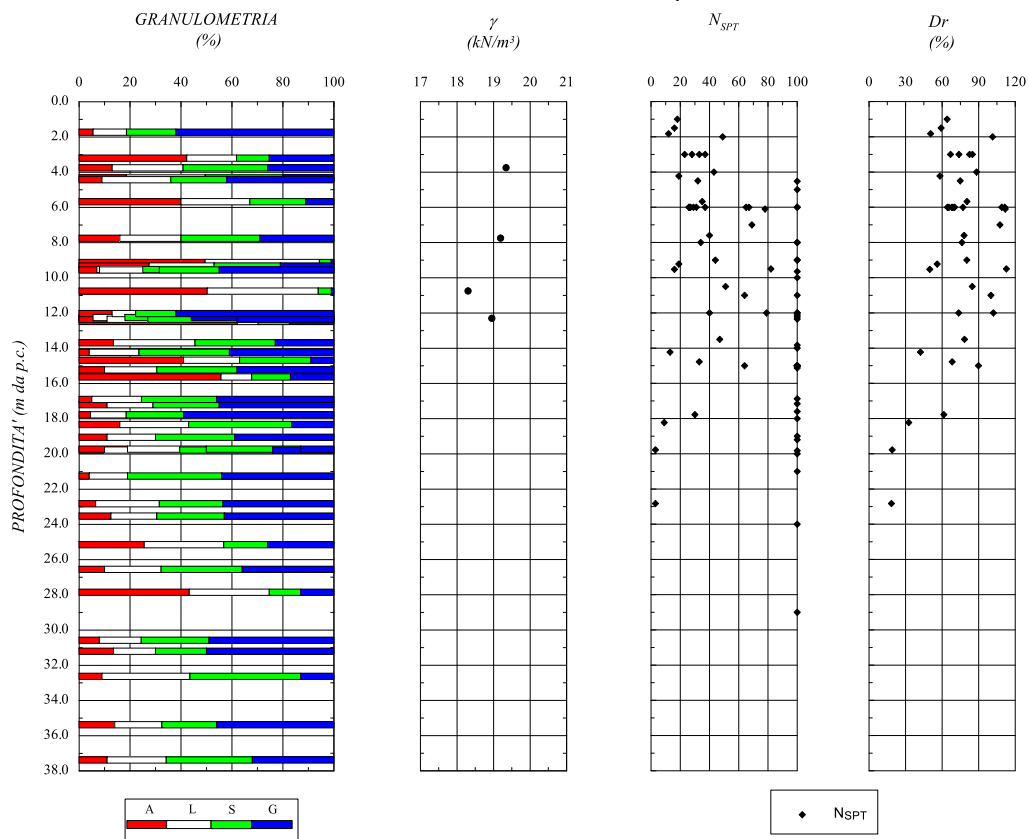 GRANULOMETRIA
(%)
γ
(kN/m³)
N_SPT
Dr
(%)
0 20 40 60 80 100
17 18 19 20 21
0 20 40 60 80 100
0 30 60 90 120
0.0
2.0
4.0
6.0
8.0
10.0
12.0
14.0
16.0
18.0
20.0
22.0
24.0
26.0
28.0
30.0
32.0
34.0
36.0
38.0
PROFONDITA' (m da p.c.)
A L S G
NSPT